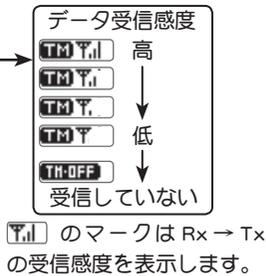 データ受信感度
TM 高
TM
TM
TM 低
TM･OFF
受信していない
のマークは Rx → Tx
の受信感度を表示します。